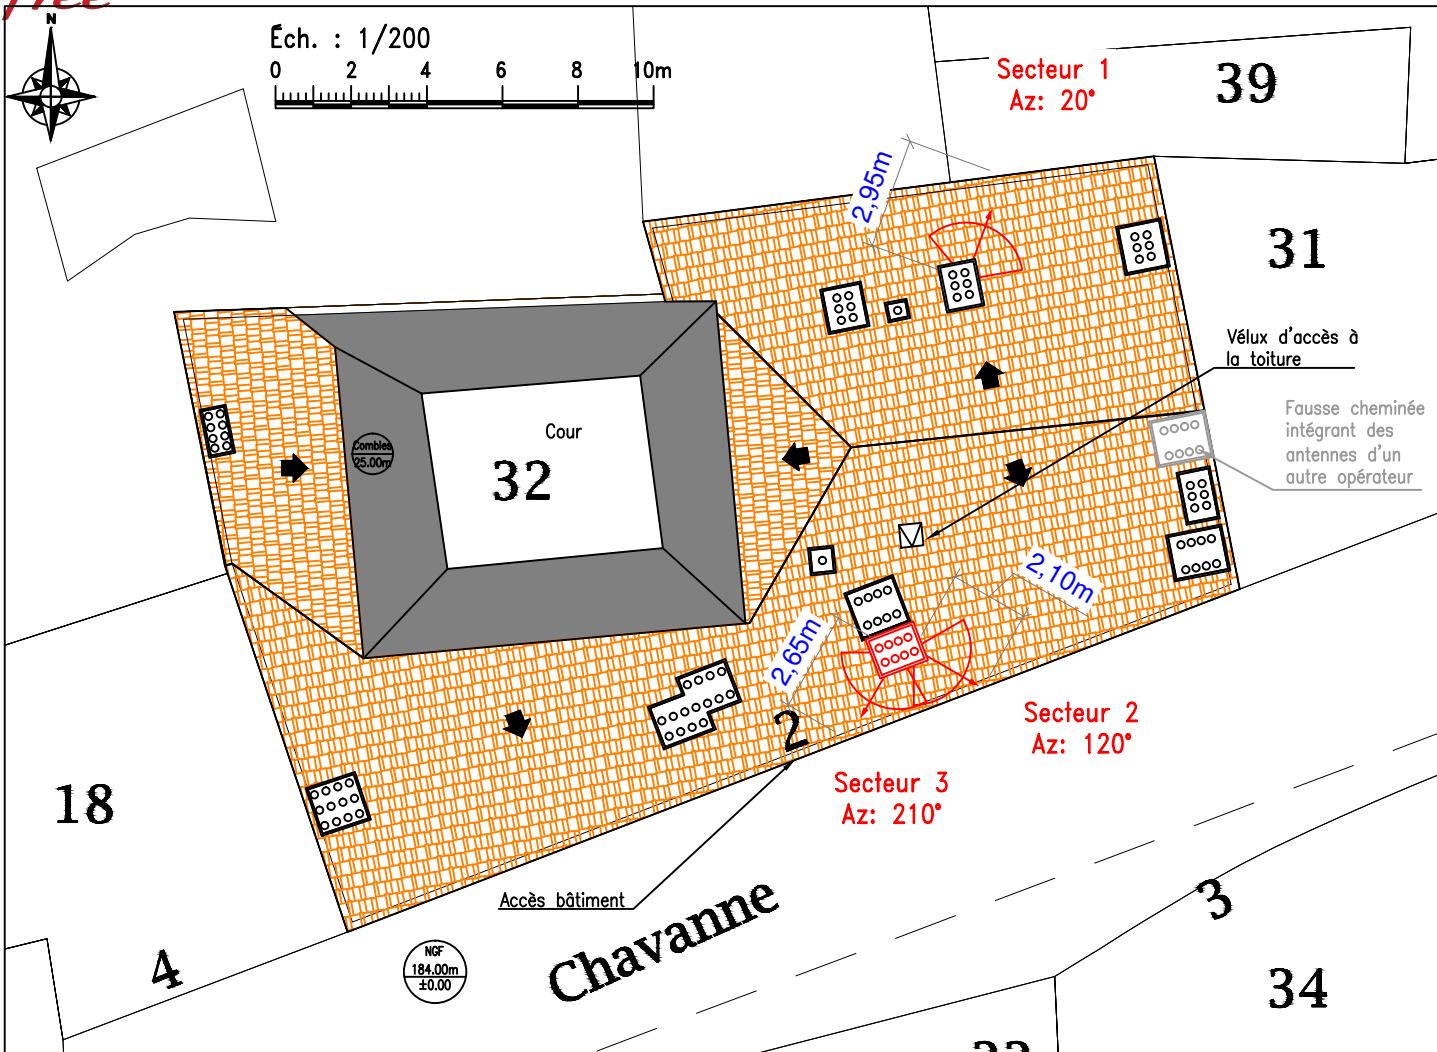 free
N
Éch. : 1/200
0 2 4 6 8 10m
Secteur 1
Az: 20°
39
2,95m
31
Vélux d'accès à
la toiture
Fausse cheminée
intégrant des
antennes d'un
autre opérateur
Cour
32
Combles
25.00m
2,10m
2,65m
2
Secteur 2
Az: 120°
Secteur 3
Az: 210°
18
Accès bâtiment
Chavanne
3
4
NGF
184.00m
±0.00
34